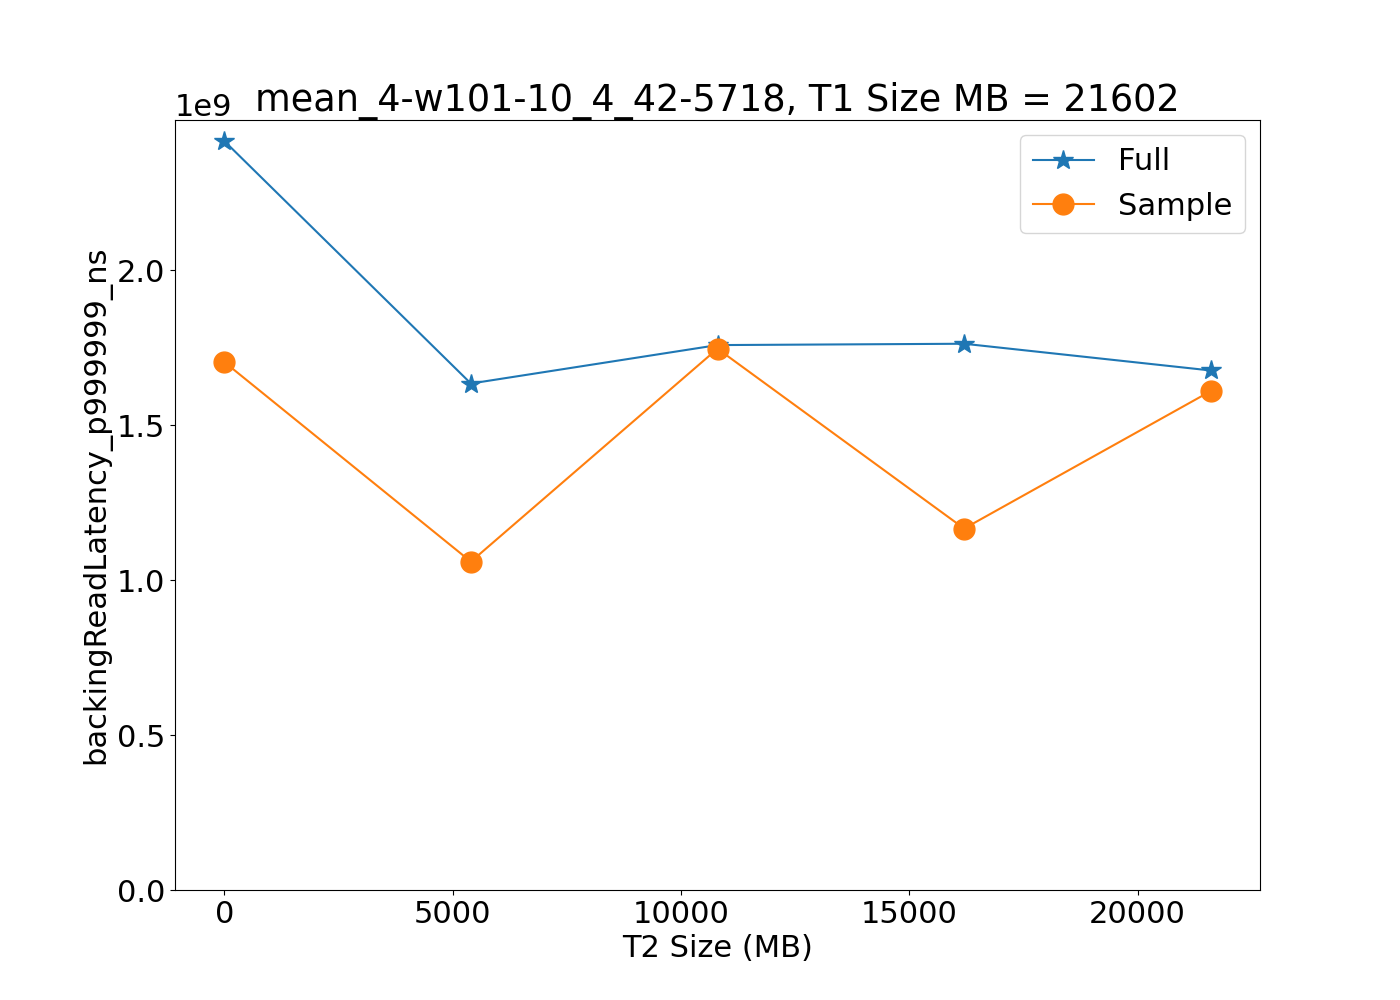 1e9
mean_4-w101-10_4_42-5718, T1 Size MB = 21602
Full
Sample
backingReadLatency_p999999_ns
2.0
1.5
1.0
0.5
0.0
0
5000
10000
15000
20000
T2 Size (MB)